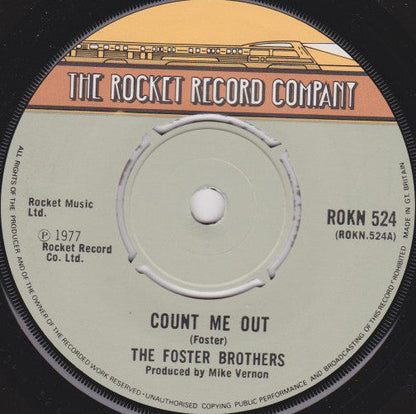 THE ROCKET RECORD COMPANY
Rocket Music
Ltd.
℗ 1977
Rocket Record
Co. Ltd.
ROKN 524
(ROKN.524A)
COUNT ME OUT
(Foster)
THE FOSTER BROTHERS
Produced by Mike Vernon
ALL RIGHTS OF THE PRODUCER AND OF THE OWNER OF THE RECORDED WORK RESERVED · UNAUTHORISED COPYING PUBLIC PERFORMANCE AND BROADCASTING OF THIS RECORD PROHIBITED
MADE IN GT. BRITAIN